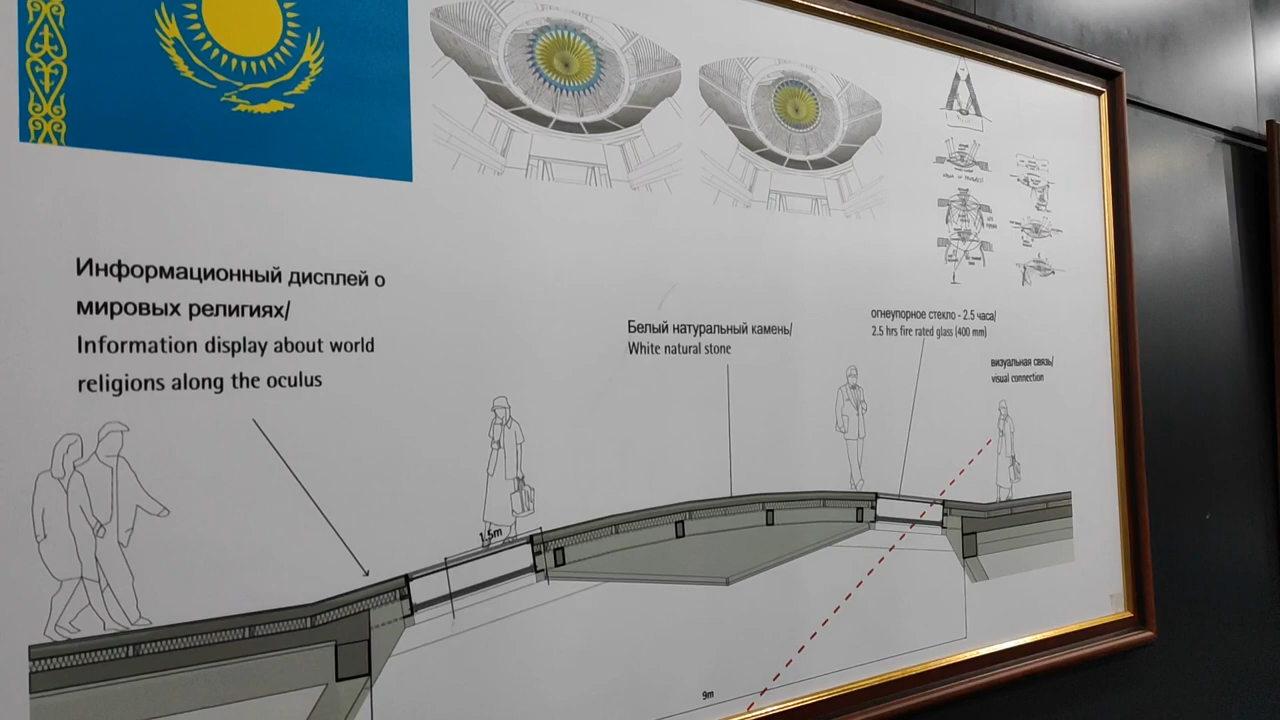 Информационный дисплей о
мировых религиях/
Information display about world
religions along the oculus
Белый натуральный камень/
White natural stone
огнеупорное стекло - 2.5 часа/
2.5 hrs fire rated glass (400 mm)
визуальная связь/
visual connection
1.5m
9m